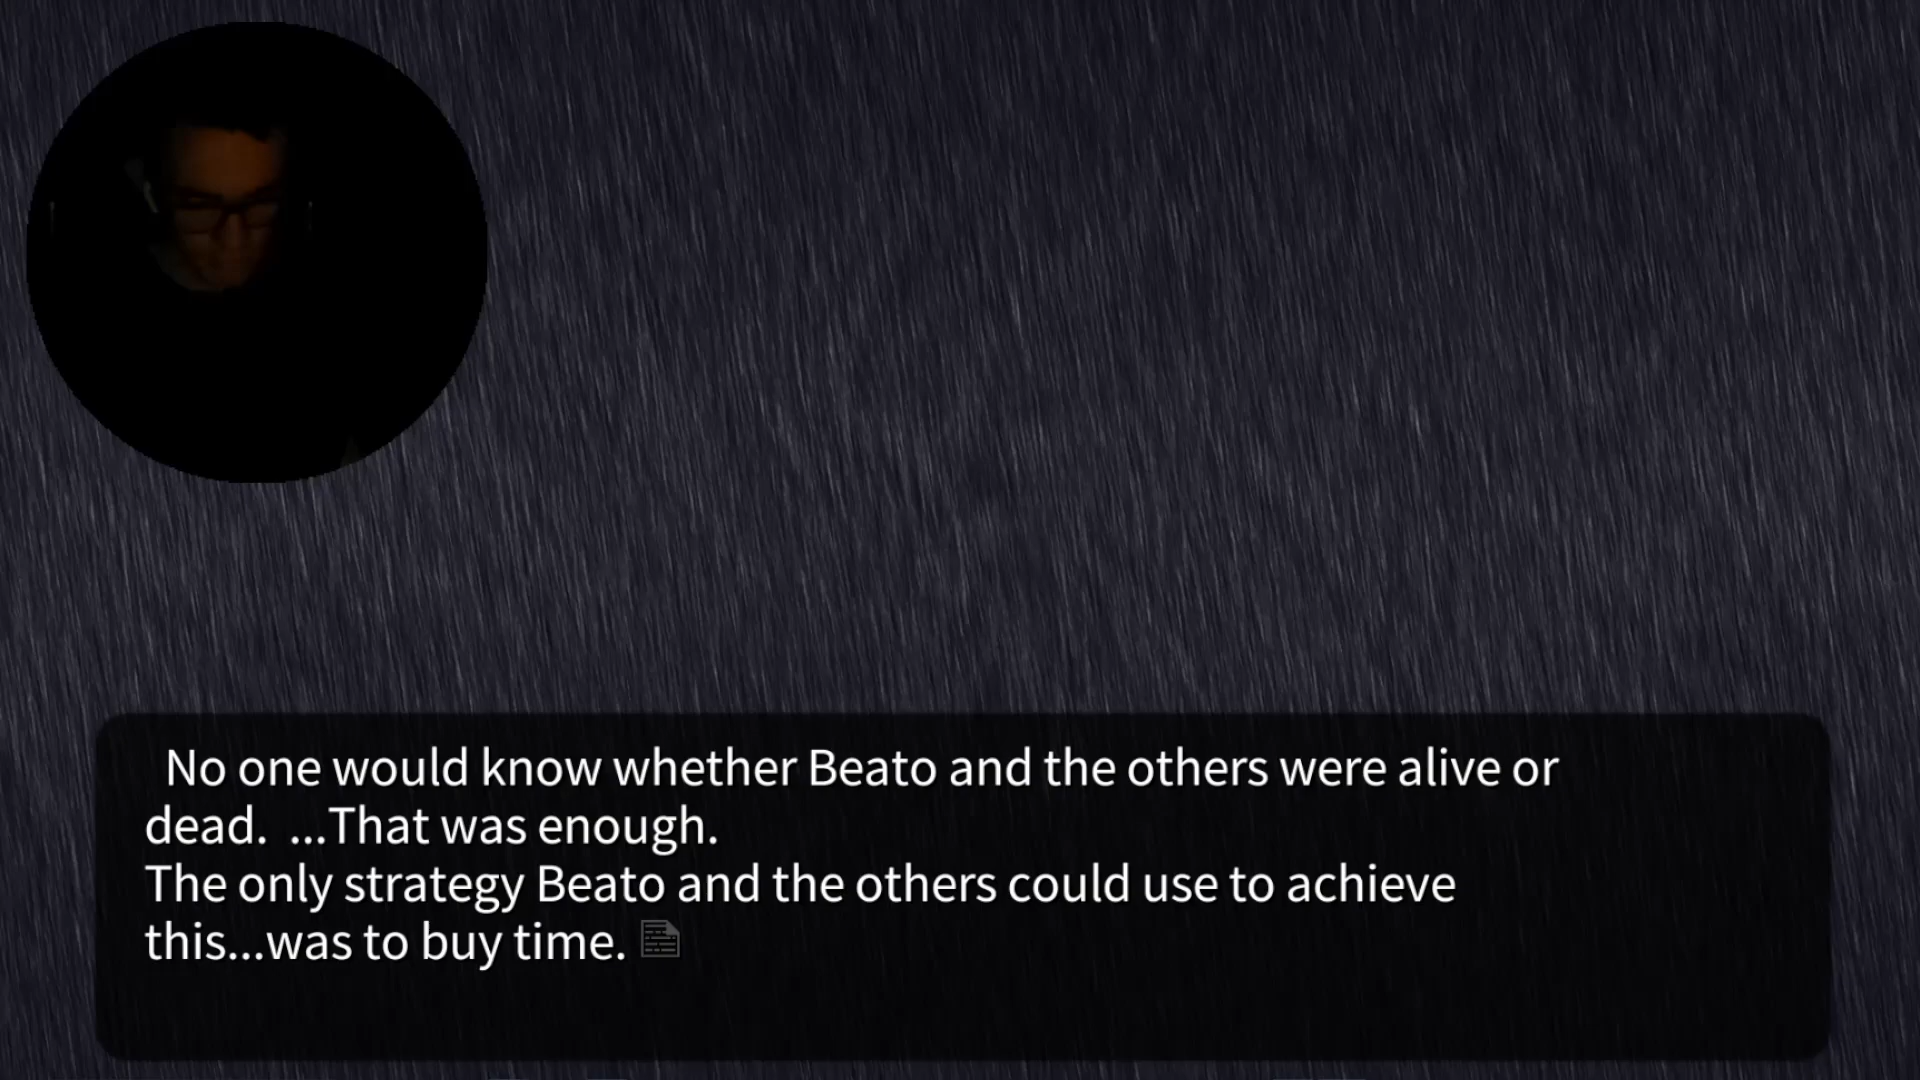 No one would know whether Beato and the others were alive or
dead.  ...That was enough.
The only strategy Beato and the others could use to achieve
this...was to buy time.